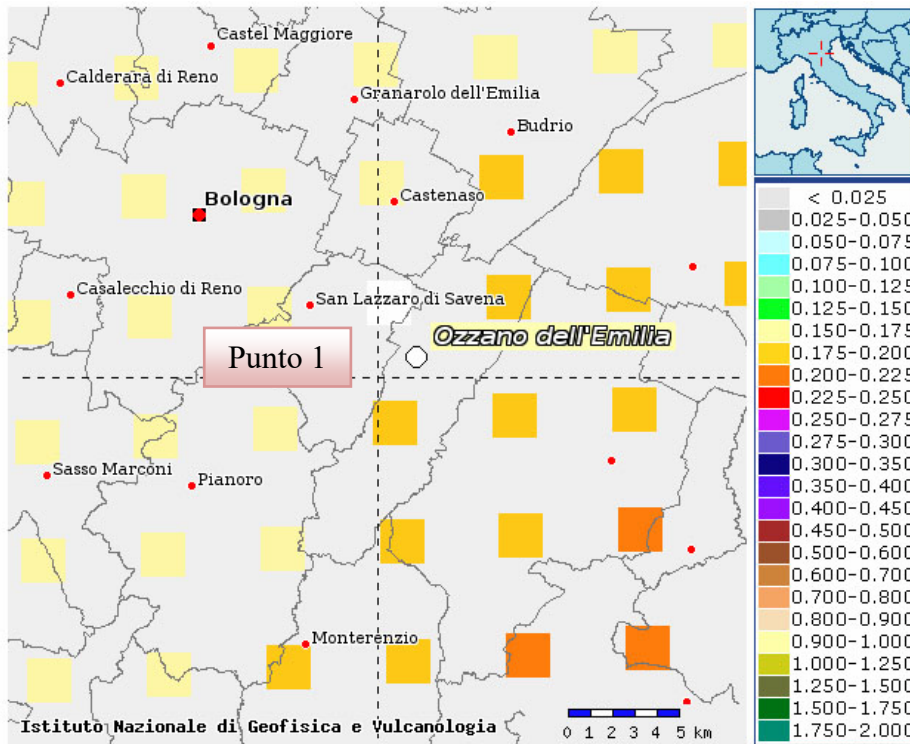 Castel Maggiore
Calderara di Reno
Granarolo dell'Emilia
Budrio
Bologna
Castenaso
Casalecchio di Reno
San Lazzaro di Savena
Ozzano dell'Emilia
Punto 1
Sasso Marconi
Pianoro
Monterenzio
Istituto Nazionale di Geofisica e Vulcanologia
0 1 2 3 4 5 km
< 0.025
0.025-0.050
0.050-0.075
0.075-0.100
0.100-0.125
0.125-0.150
0.150-0.175
0.175-0.200
0.200-0.225
0.225-0.250
0.250-0.275
0.275-0.300
0.300-0.350
0.350-0.400
0.400-0.450
0.450-0.500
0.500-0.600
0.600-0.700
0.700-0.800
0.800-0.900
0.900-1.000
1.000-1.250
1.250-1.500
1.500-1.750
1.750-2.000